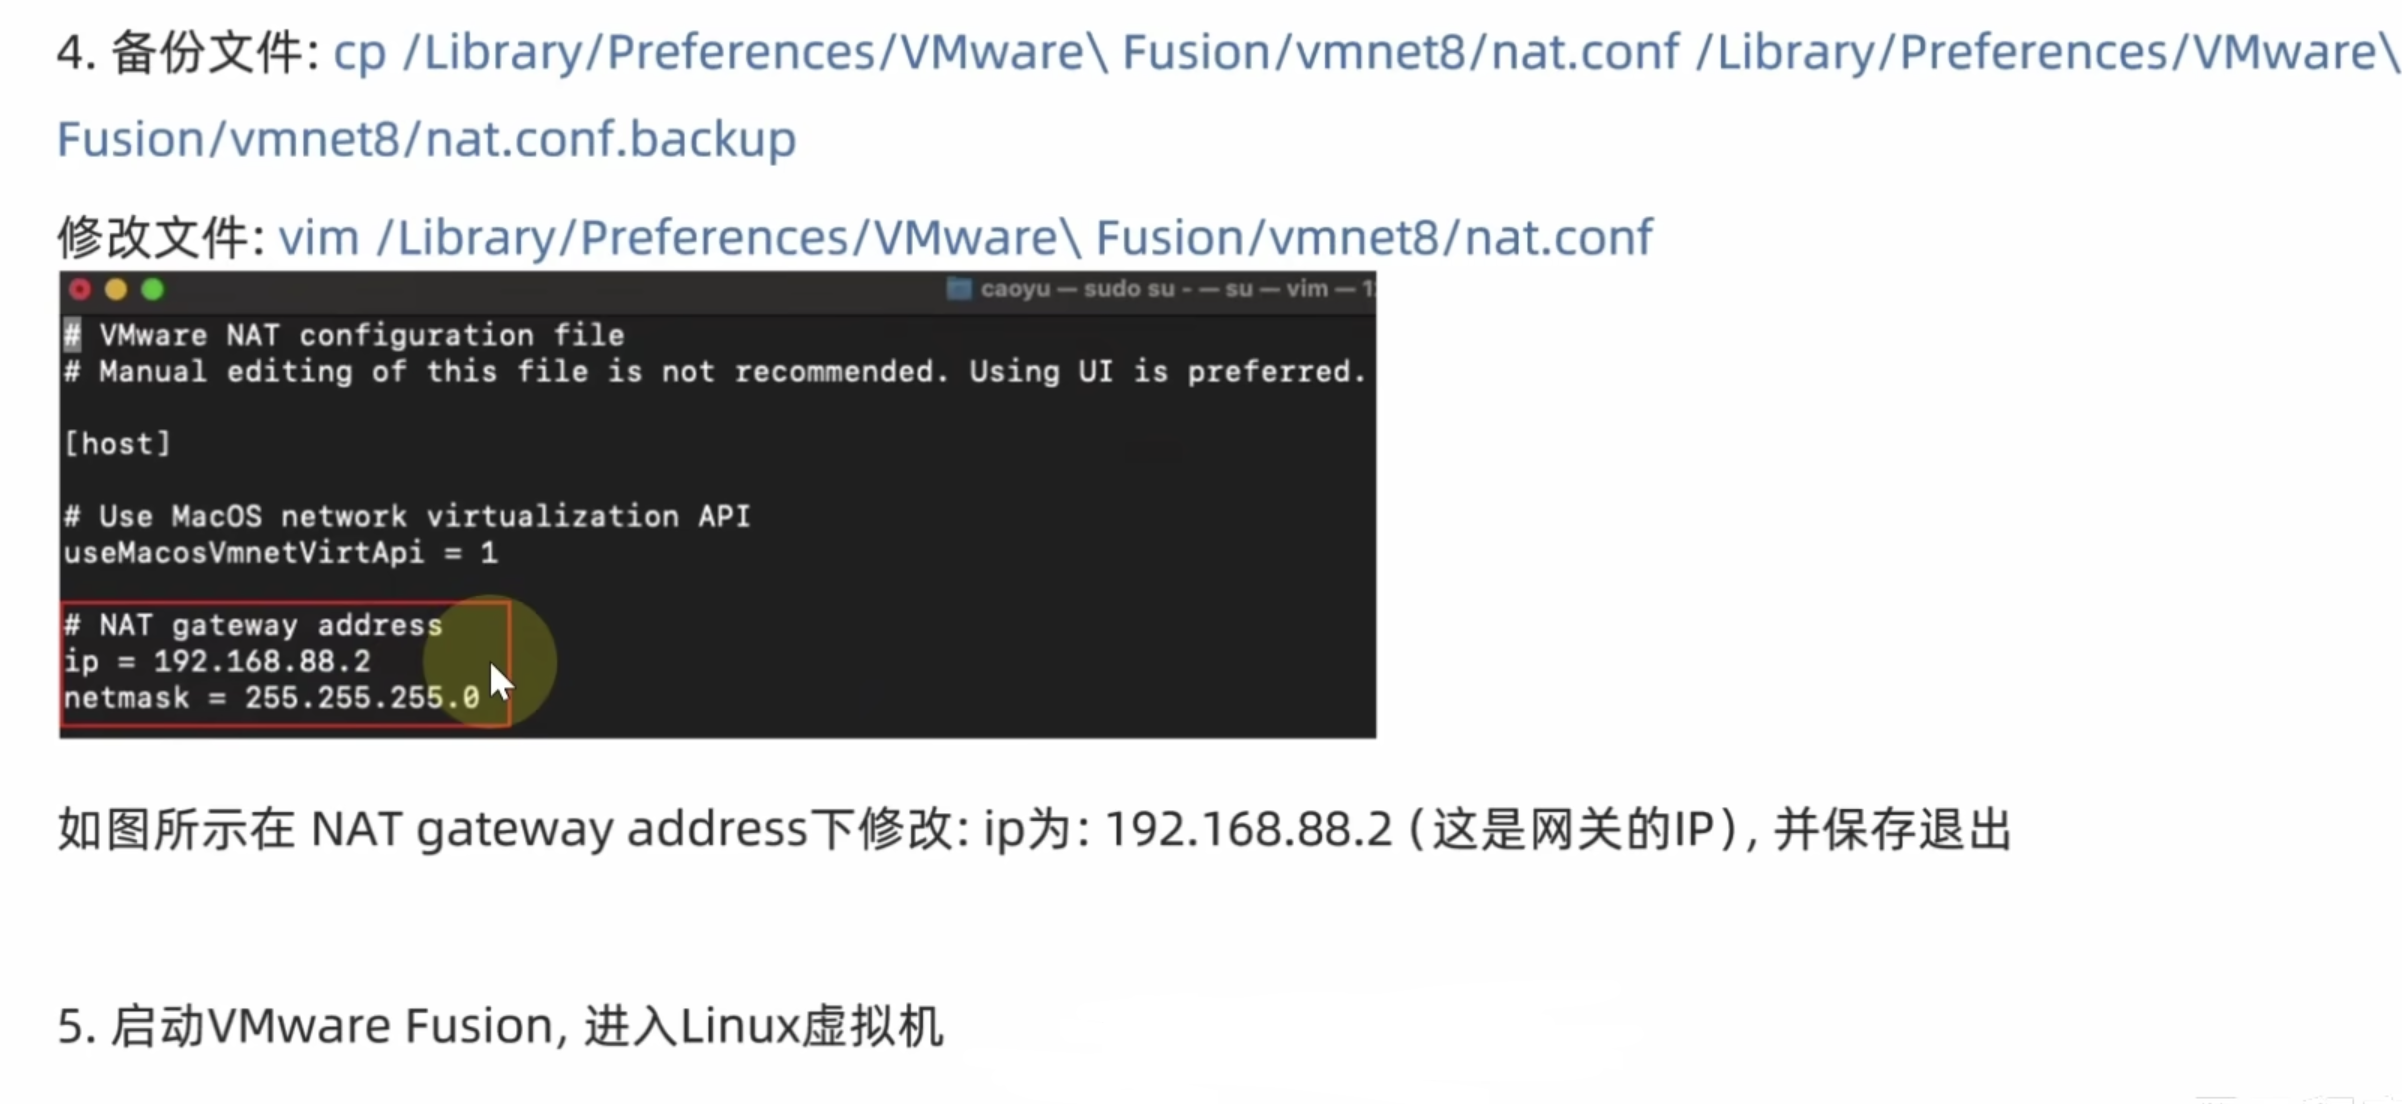 4. 备份文件: cp /Library/Preferences/VMware\ Fusion/vmnet8/nat.conf /Library/Preferences/VMware\
Fusion/vmnet8/nat.conf.backup
修改文件: vim /Library/Preferences/VMware\ Fusion/vmnet8/nat.conf
caoyu — sudo su - — su — vim — 1
# VMware NAT configuration file
# Manual editing of this file is not recommended. Using UI is preferred.
[host]
# Use MacOS network virtualization API
useMacosVmnetVirtApi = 1
# NAT gateway address
ip = 192.168.88.2
netmask = 255.255.255.0
如图所示在 NAT gateway address下修改: ip为: 192.168.88.2 (这是网关的IP), 并保存退出
5. 启动VMware Fusion, 进入Linux虚拟机